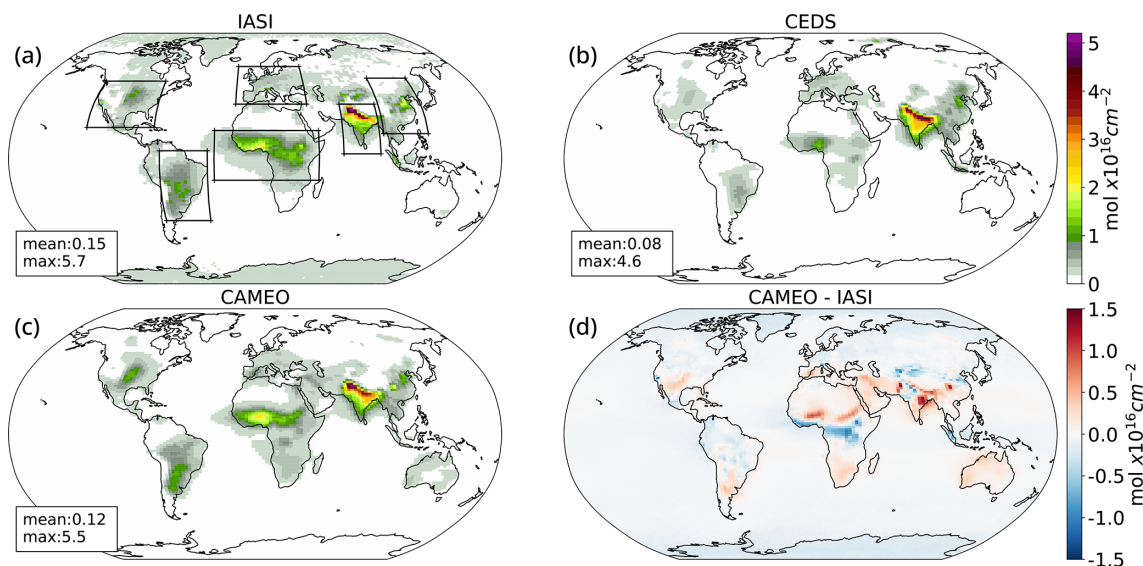 IASI
(a)
mean:0.15
max:5.7
CEDS
(b)
mean:0.08
max:4.6
5
4
3
2
1
0
mol x10¹⁶cm⁻²
CAMEO
(c)
mean:0.12
max:5.5
CAMEO - IASI
(d)
1.5
1.0
0.5
0.0
-0.5
-1.0
-1.5
mol x10¹⁶cm⁻²